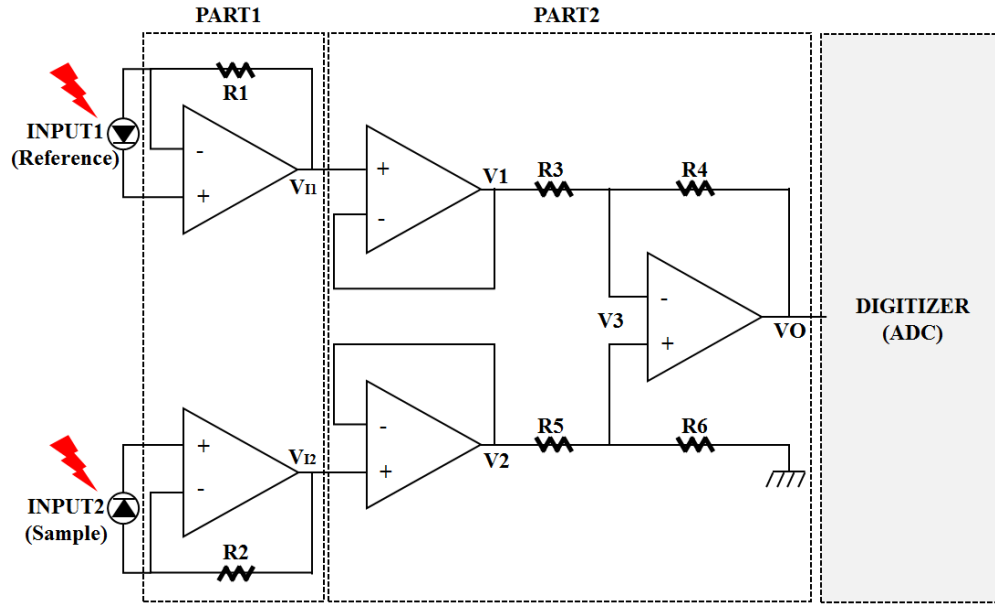 PART1
PART2
R1
INPUT1
(Reference)
-
+
VI1
+
-
V1
R3
R4
V3
-
+
VO
DIGITIZER
(ADC)
INPUT2
(Sample)
+
-
VI2
R2
-
+
V2
R5
R6